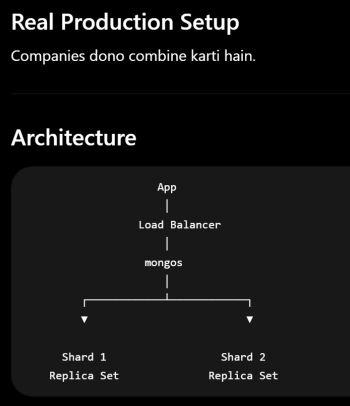 Real Production Setup
Companies dono combine karti hain.
Architecture
App
Load Balancer
mongos
Shard 1 Shard 2
Replica Set Replica Set